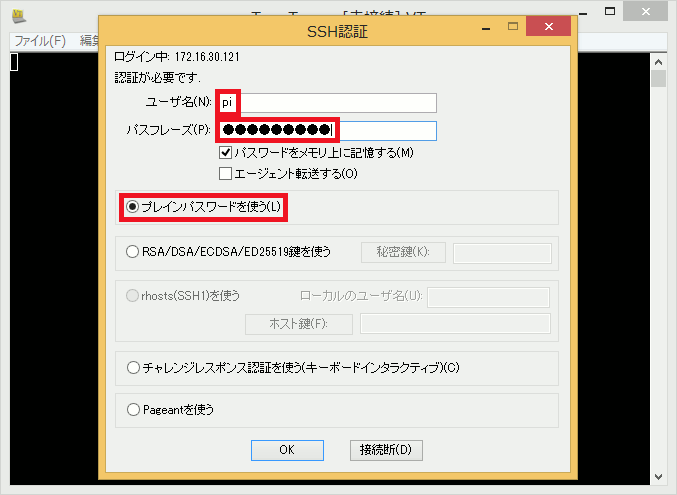 [未接続] VT
ファイル(F) 編集
SSH認証
ログイン中: 172.16.30.121
認証が必要です.
ユーザ名(N): pi
パスフレーズ(P): ●●●●●●●●●
パスワードをメモリ上に記憶する(M)
エージェント転送する(O)
プレインパスワードを使う(L)
RSA/DSA/ECDSA/ED25519鍵を使う 秘密鍵(K):
rhosts(SSH1)を使う ローカルのユーザ名(U):
ホスト鍵(F):
チャレンジレスポンス認証を使う(キーボードインタラクティブ)(C)
Pageantを使う
OK 接続断(D)